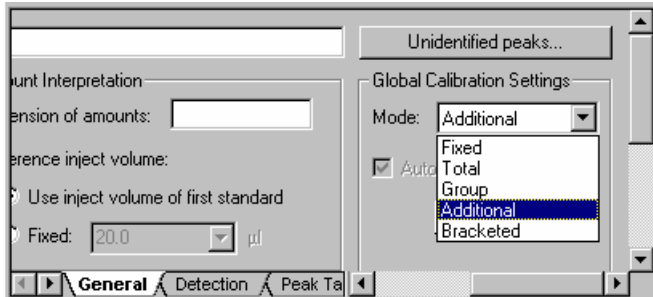 Unidentified peaks...
ount Interpretation
ension of amounts:
erence inject volume:
Use inject volume of first standard
Fixed: 20.0 µl
Global Calibration Settings
Mode: Additional
Fixed
Total
Group
Additional
Bracketed
Auto
General Detection Peak Ta